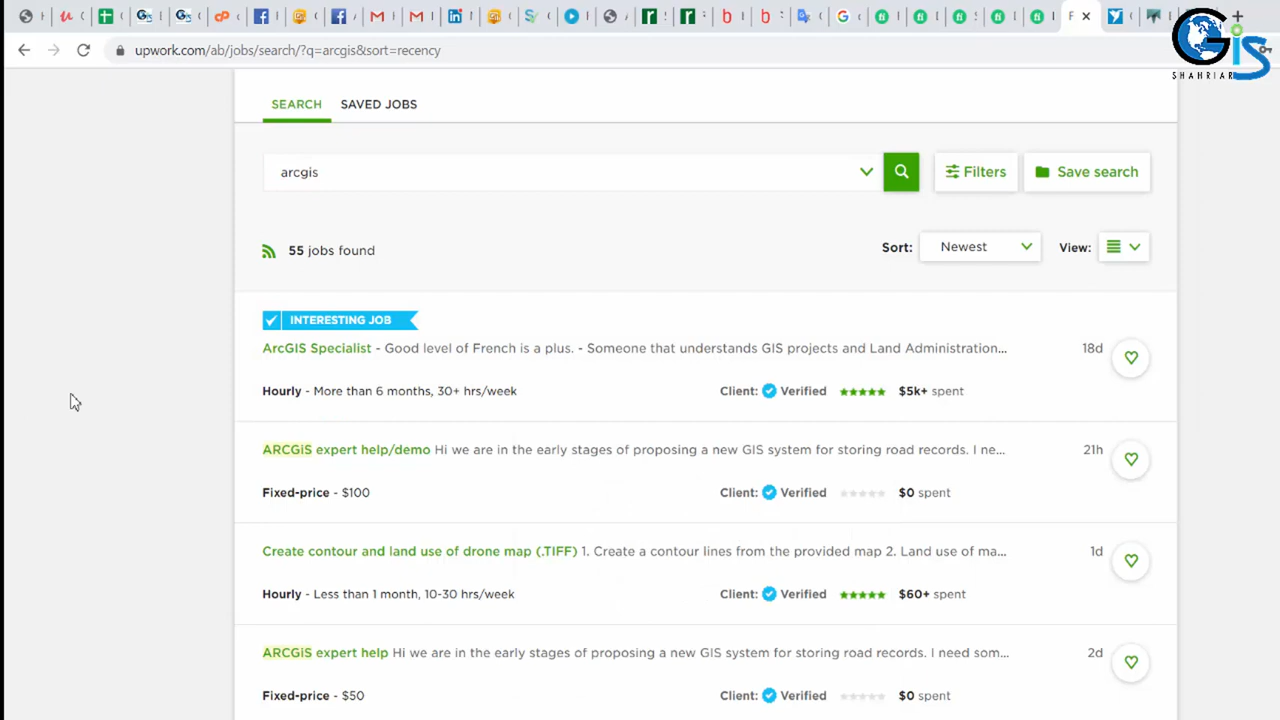 upwork.com/ab/jobs/search/?q=arcgis&sort=recency
GIS
SHAHRIAR
SEARCH SAVED JOBS
arcgis Filters Save search
55 jobs found Sort: Newest View:
INTERESTING JOB
ArcGIS Specialist - Good level of French is a plus. - Someone that understands GIS projects and Land Administration... 18d
Hourly - More than 6 months, 30+ hrs/week Client: Verified $5k+ spent
ARCGiS expert help/demo Hi we are in the early stages of proposing a new GIS system for storing road records. I ne... 21h
Fixed-price - $100 Client: Verified $0 spent
Create contour and land use of drone map (.TIFF) 1. Create a contour lines from the provided map 2. Land use of ma... 1d
Hourly - Less than 1 month, 10-30 hrs/week Client: Verified $60+ spent
ARCGiS expert help Hi we are in the early stages of proposing a new GIS system for storing road records. I need som... 2d
Fixed-price - $50 Client: Verified $0 spent